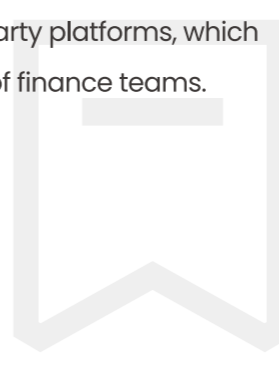 arty platforms, which
of finance teams.